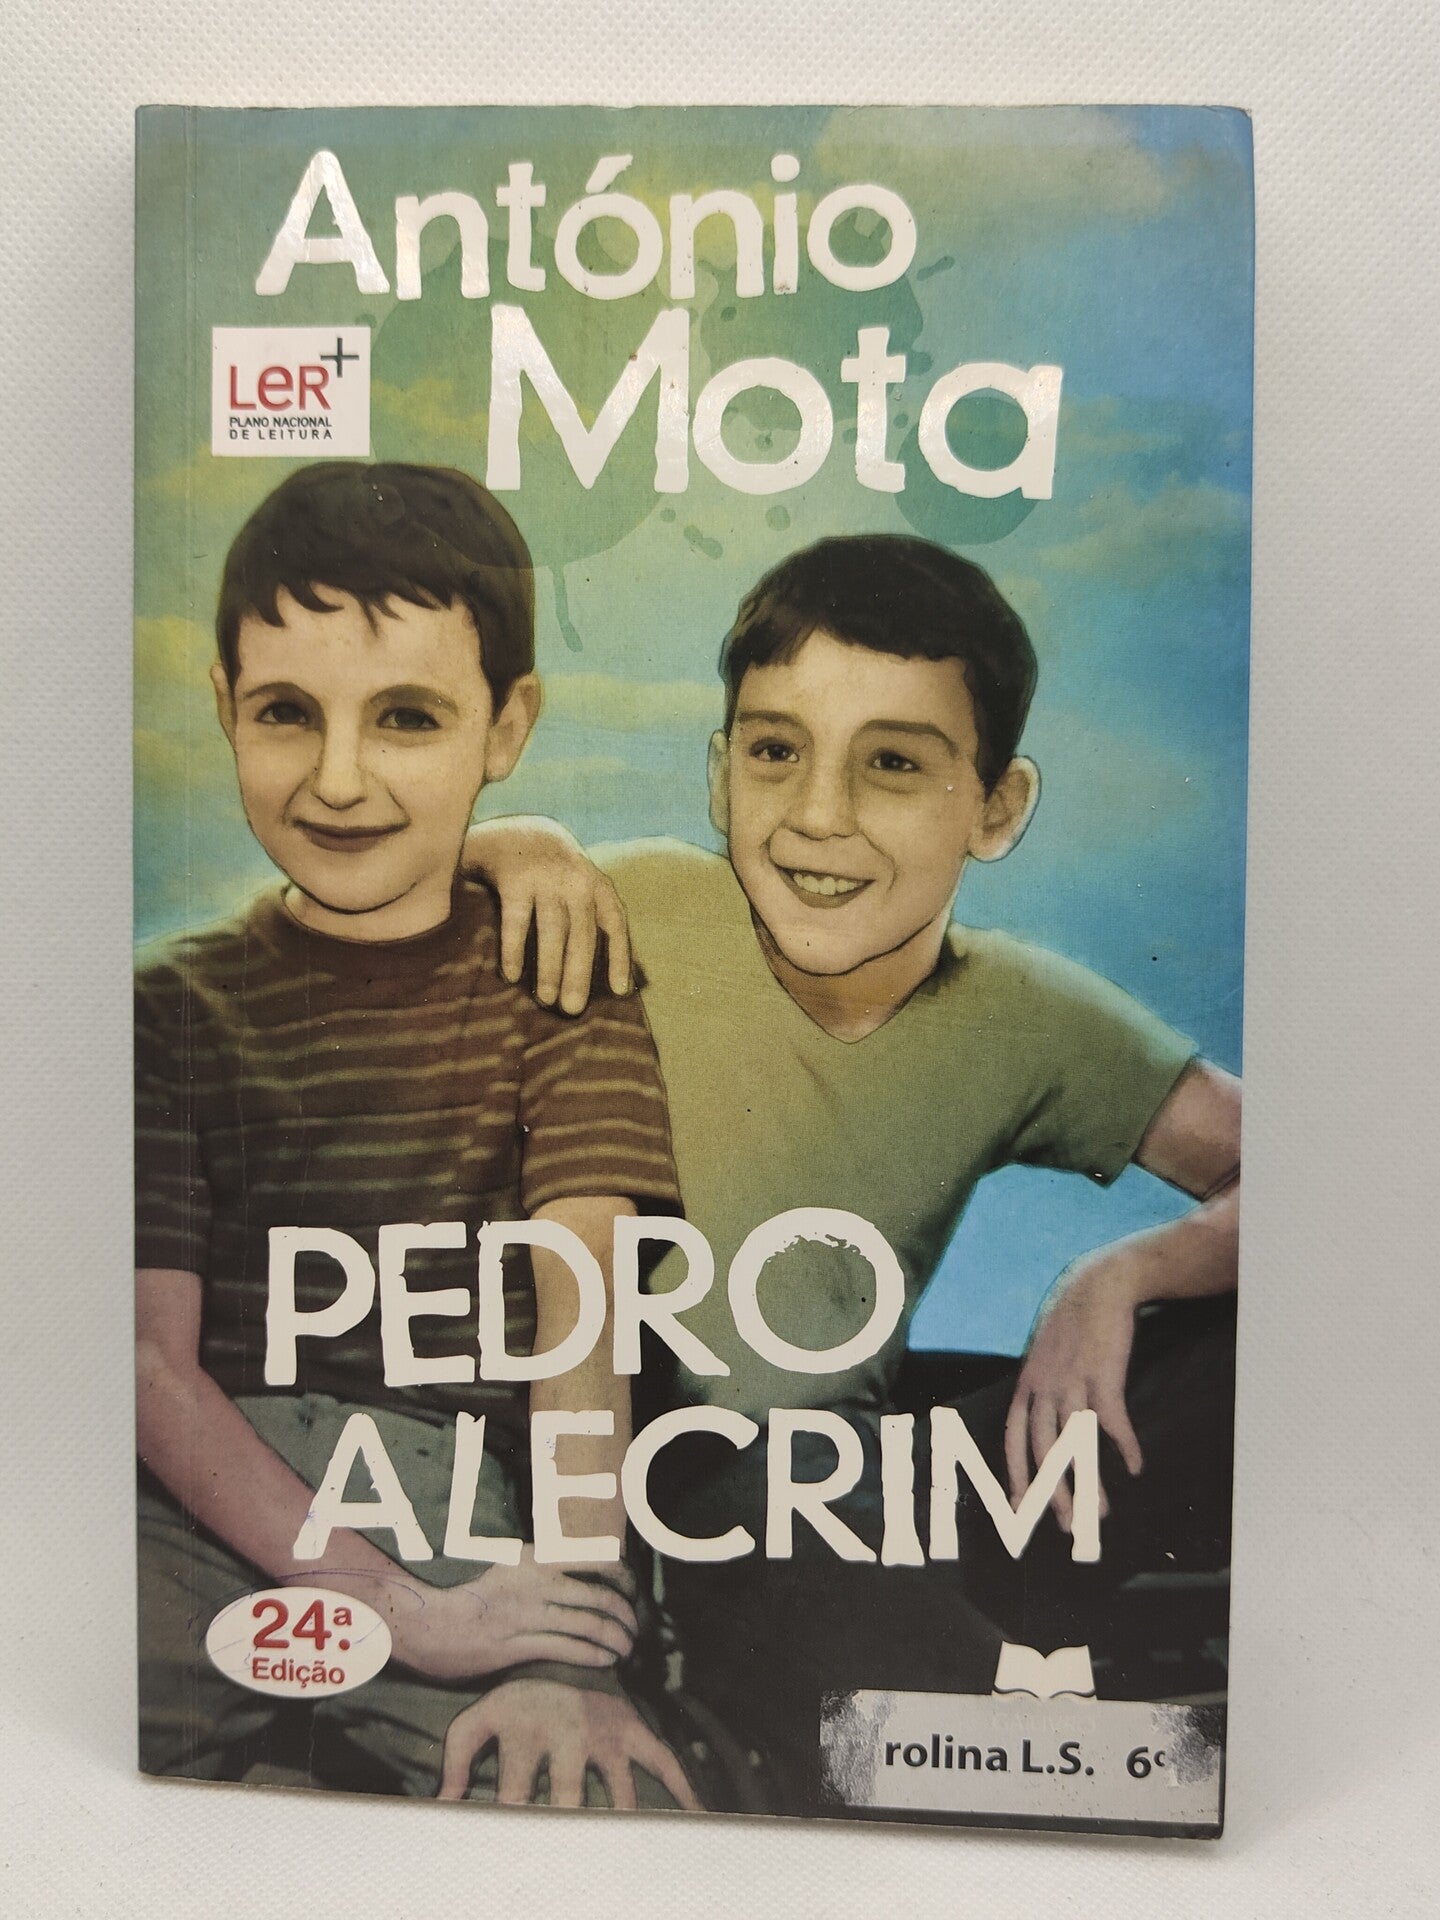 António
Mota
LeR+
PLANO NACIONAL
DE LEITURA
PEDRO
ALECRIM
24ª.
Edição
rolina L.S. 6º